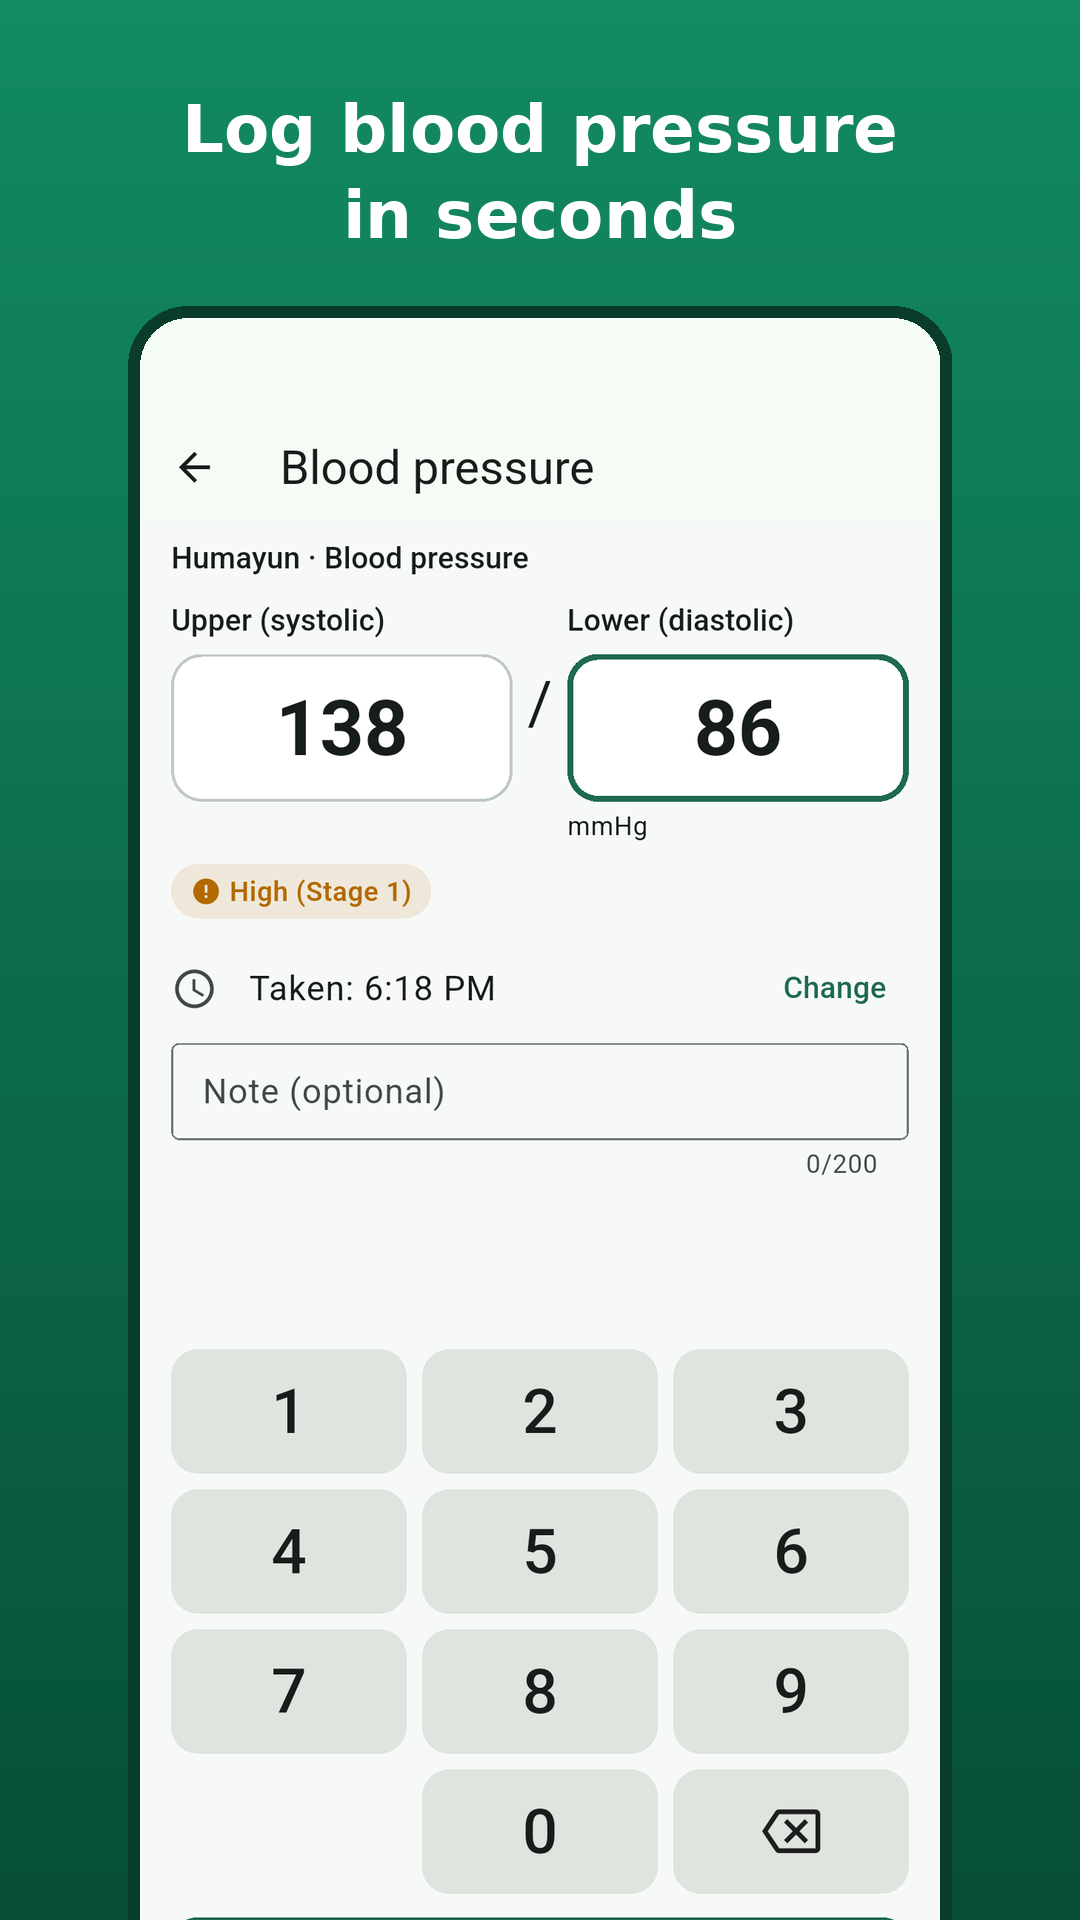 Log blood pressure
in seconds
Blood pressure
Humayun · Blood pressure
Upper (systolic)
Lower (diastolic)
138 / 86
mmHg
High (Stage 1)
Taken: 6:18 PM
Change
Note (optional)
0/200
1 2 3
4 5 6
7 8 9
0